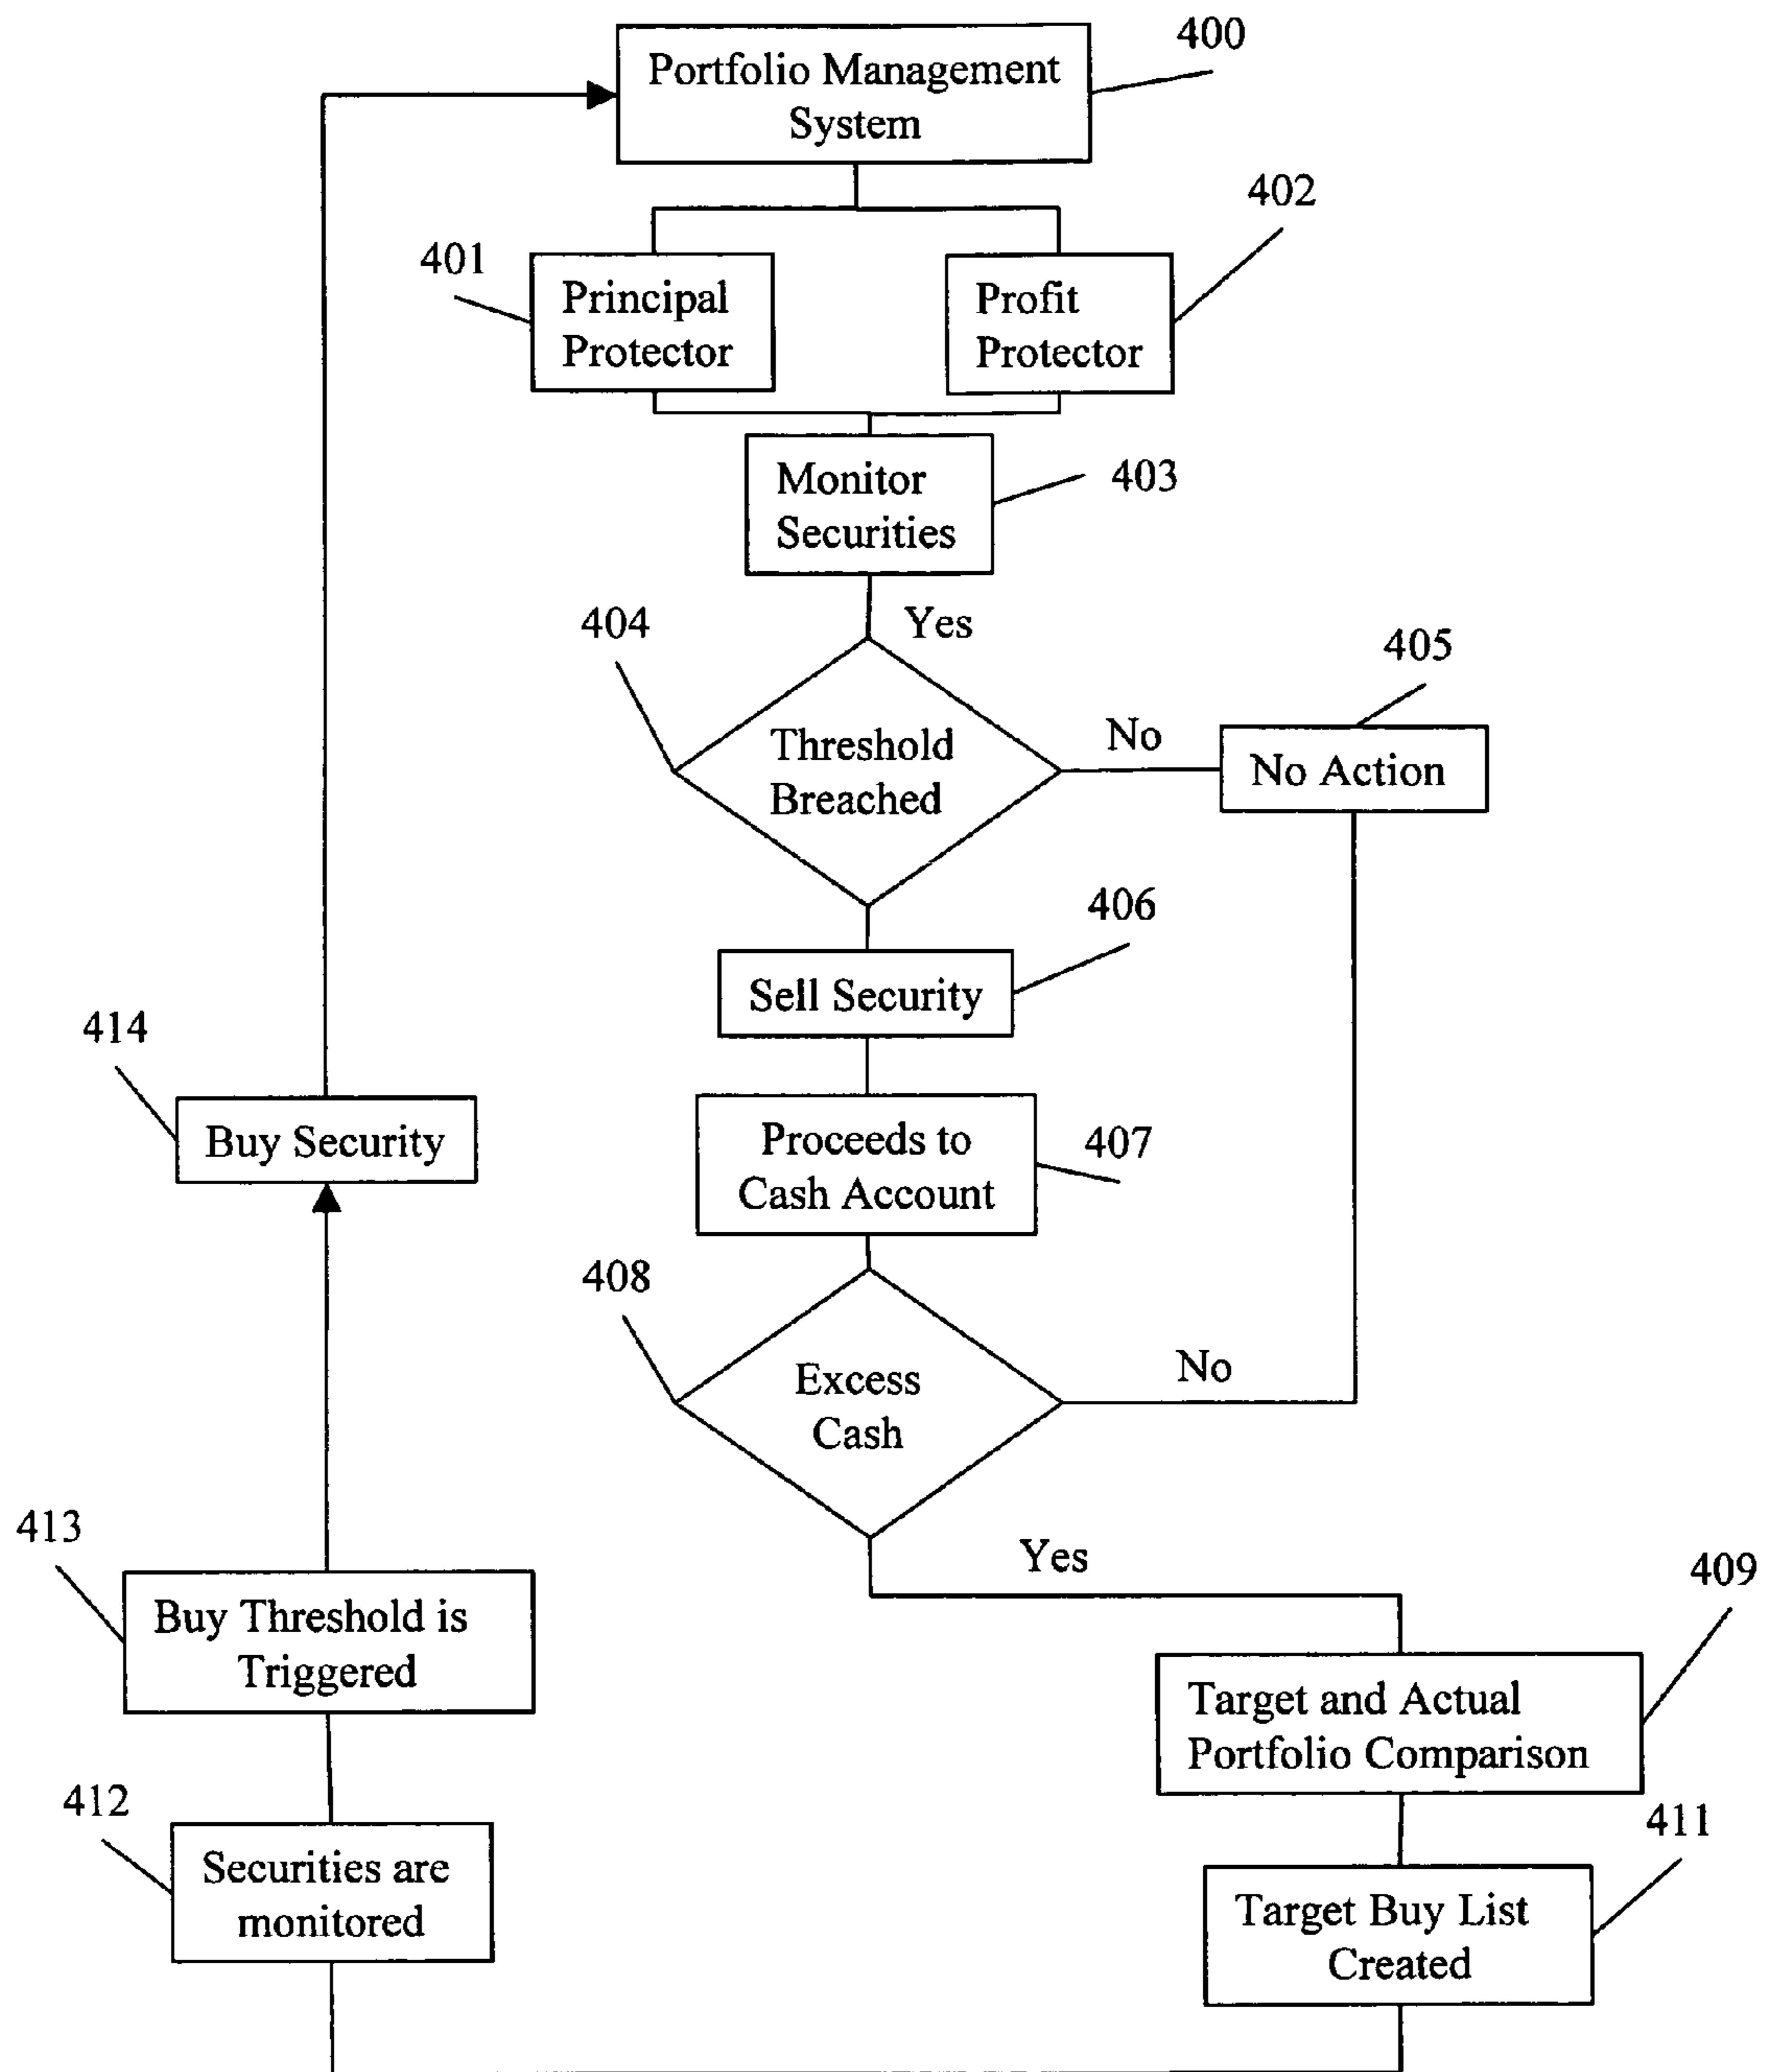 400
Portfolio Management
System
402
401
Principal
Protector
Profit
Protector
Monitor
Securities
403
Yes
404
405
Threshold
Breached
No
No Action
406
Sell Security
414
Buy Security
Proceeds to
Cash Account
407
408
Excess
Cash
No
Yes
413
Buy Threshold is
Triggered
409
Target and Actual
Portfolio Comparison
412
Securities are
monitored
411
Target Buy List
Created